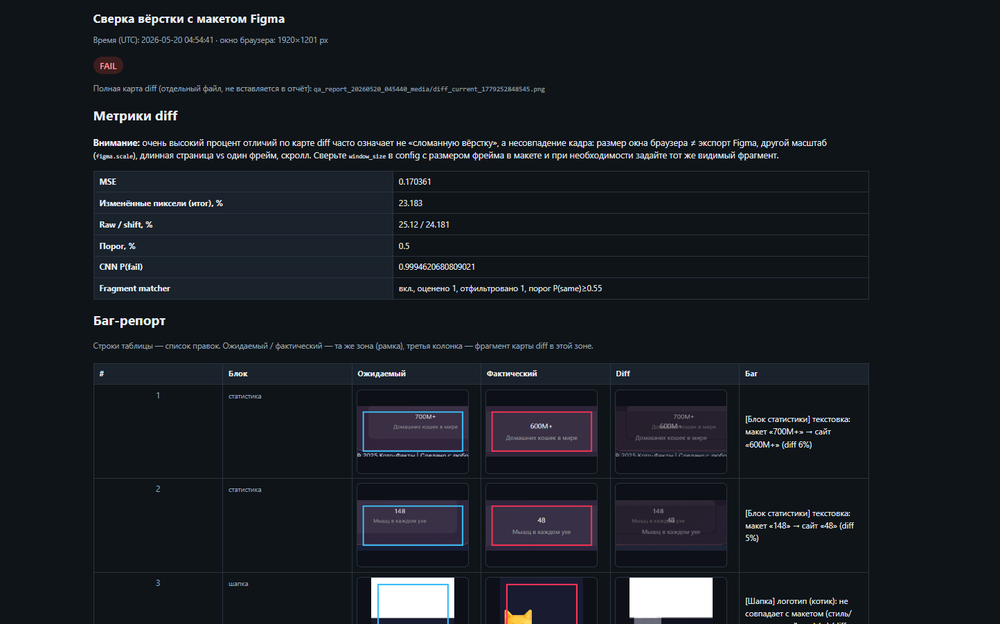 Сверка вёрстки с макетом Figma
Время (UTC): 2026-05-20 04:54:41 · окно браузера: 1920×1201 px
FAIL
Полная карта diff (отдельный файл, не вставляется в отчёт): qa_report_20260520_045440_media/diff_current_1779252848545.png
Метрики diff
Внимание: очень высокий процент отличий по карте diff часто означает не «сломанную вёрстку», а несовпадение кадра: размер окна браузера ≠ экспорт Figma, другой масштаб
(figma.scale), длинная страница vs один фрейм, скролл. Сверьте window_size в config с размером фрейма в макете и при необходимости задайте тот же видимый фрагмент.
MSE 0.170361
Изменённые пиксели (итог), % 23.183
Raw / shift, % 25.12 / 24.181
Порог, % 0.5
CNN P(fail) 0.9994620680809021
Fragment matcher вкл., оценено 1, отфильтровано 1, порог P(same)≥0.55
Баг-репорт
Строки таблицы — список правок. Ожидаемый / фактический — та же зона (рамка), третья колонка — фрагмент карты diff в этой зоне.
# Блок Ожидаемый Фактический Diff Баг
1
статистика
700M+
Домашних кошек в мире
© 2025 Кото-Факты | Сделано с любо
600M+
Домашних кошек в мире
700M+
Домашних кошек в мире
600M+
Домашних кошек в мире
© 2025 Кото-Факты | Сделано с любо
[Блок статистики] текстовка:
макет «700M+» → сайт
«600M+» (diff 6%)
2
статистика
148
Мышц в каждом ухе
48
Мышц в каждом ухе
148
Мышц в каждом ухе
48
Мышц в каждом ухе
[Блок статистики] текстовка:
макет «148» → сайт «48» (diff
5%)
3
шапка
[Шапка] логотип (котик): не
совпадает с макетом (стиль/